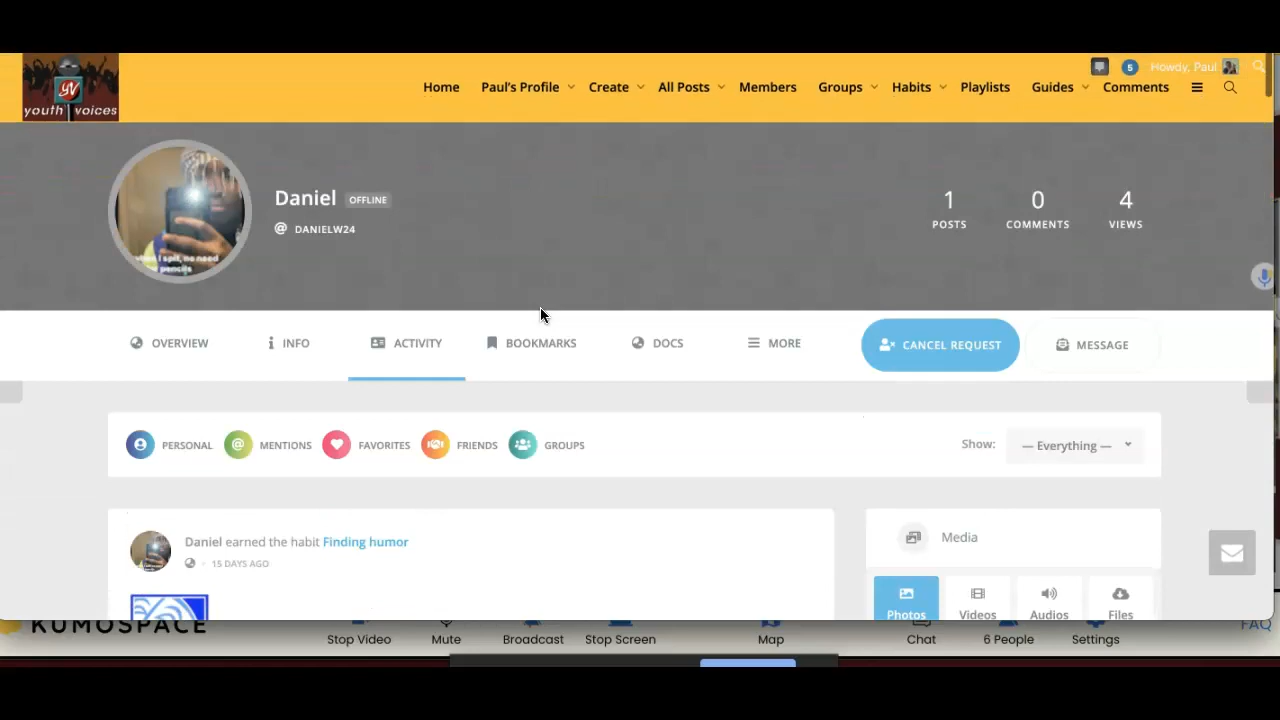 Howdy, Paul
5
youth voices
YV
Home
Paul's Profile
Create
All Posts
Members
Groups
Habits
Playlists
Guides
Comments
Daniel
OFFLINE
@ DANIELW24
1
POSTS
0
COMMENTS
4
VIEWS
OVERVIEW
INFO
ACTIVITY
BOOKMARKS
DOCS
MORE
CANCEL REQUEST
MESSAGE
PERSONAL
@ MENTIONS
FAVORITES
FRIENDS
GROUPS
Show:
— Everything —
Daniel earned the habit Finding humor
15 DAYS AGO
Media
Photos
Videos
Audios
Files
KUMOSPACE
Stop Video
Mute
Broadcast
Stop Screen
Map
Chat
6 People
Settings
FAQ